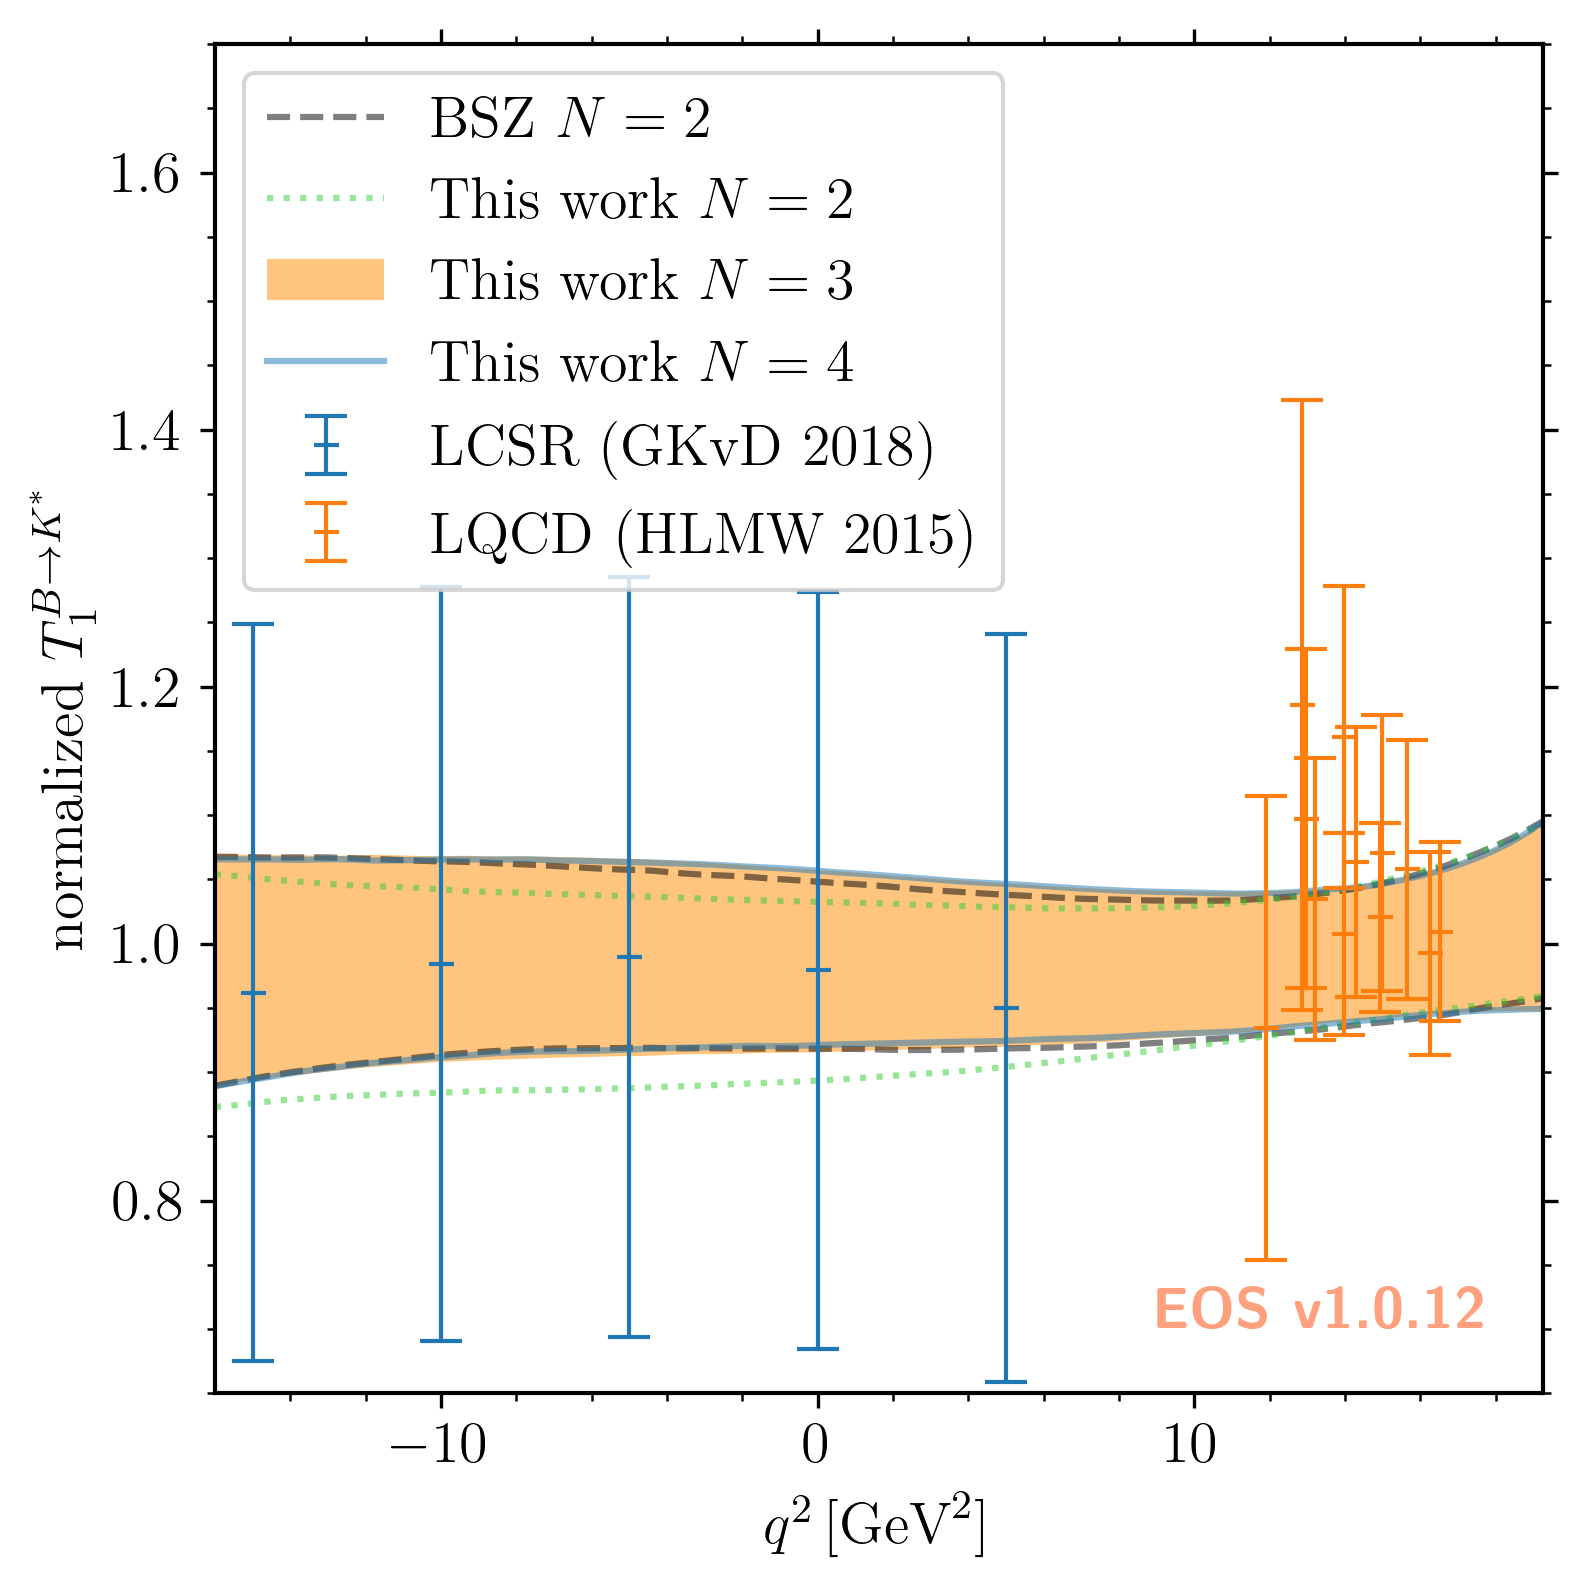 BSZ N = 2
This work N = 2
This work N = 3
This work N = 4
LCSR (GKvD 2018)
LQCD (HLMW 2015)
normalized T₁^{B→K*}
1.6
1.4
1.2
1.0
0.8
EOS v1.0.12
−10
0
10
q² [GeV²]